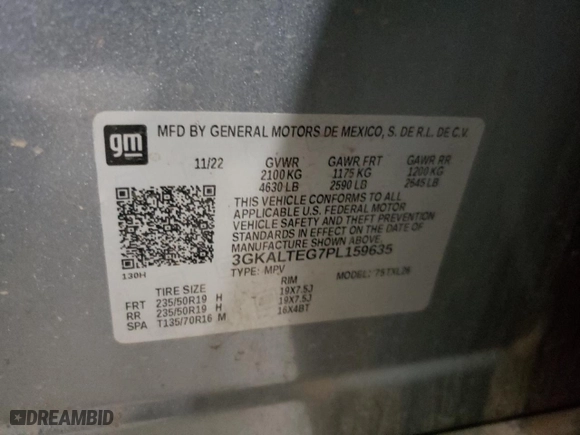 gm
MFD BY GENERAL MOTORS DE MEXICO, S. DE R.L. DE C.V.
11/22 GVWR GAWR FRT GAWR RR
2100 KG 1175 KG 1200 KG
4630 LB 2590 LB 2645 LB
THIS VEHICLE CONFORMS TO ALL
APPLICABLE U.S. FEDERAL MOTOR
VEHICLE SAFETY AND THEFT PREVENTION
STANDARDS IN EFFECT ON THE DATE OF
MANUFACTURE SHOWN ABOVE.
3GKALTEG7PL159635
130H TYPE: MPV MODEL: TXL26
TIRE SIZE RIM
FRT 235/50R19 H 19X7.5J
RR 235/50R19 H 19X7.5J
SPA T135/70R16 M 16X4BT
DREAMBID